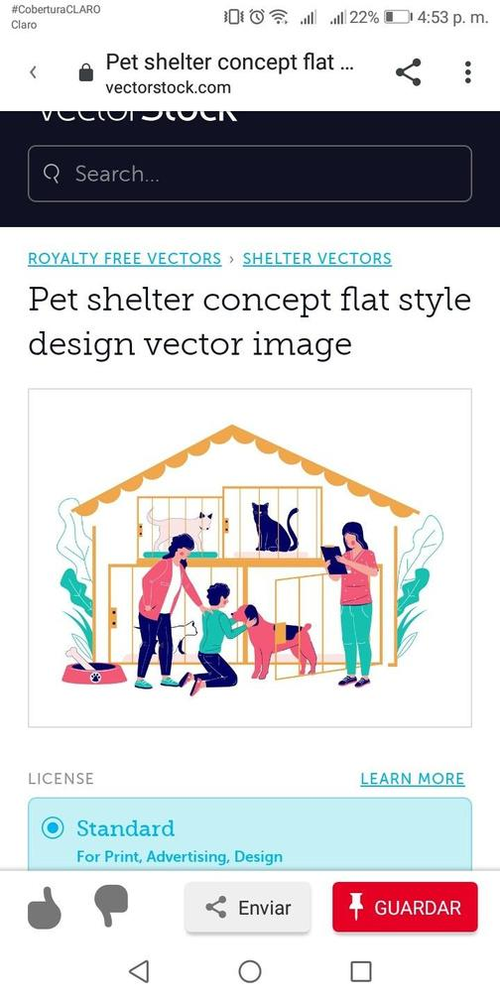 #CoberturaCLARO
Claro
22% 4:53 p. m.
Pet shelter concept flat ...
vectorstock.com
VectorStock
Search...
ROYALTY FREE VECTORS › SHELTER VECTORS
Pet shelter concept flat style
design vector image
LICENSE LEARN MORE
Standard
For Print, Advertising, Design
Enviar GUARDAR